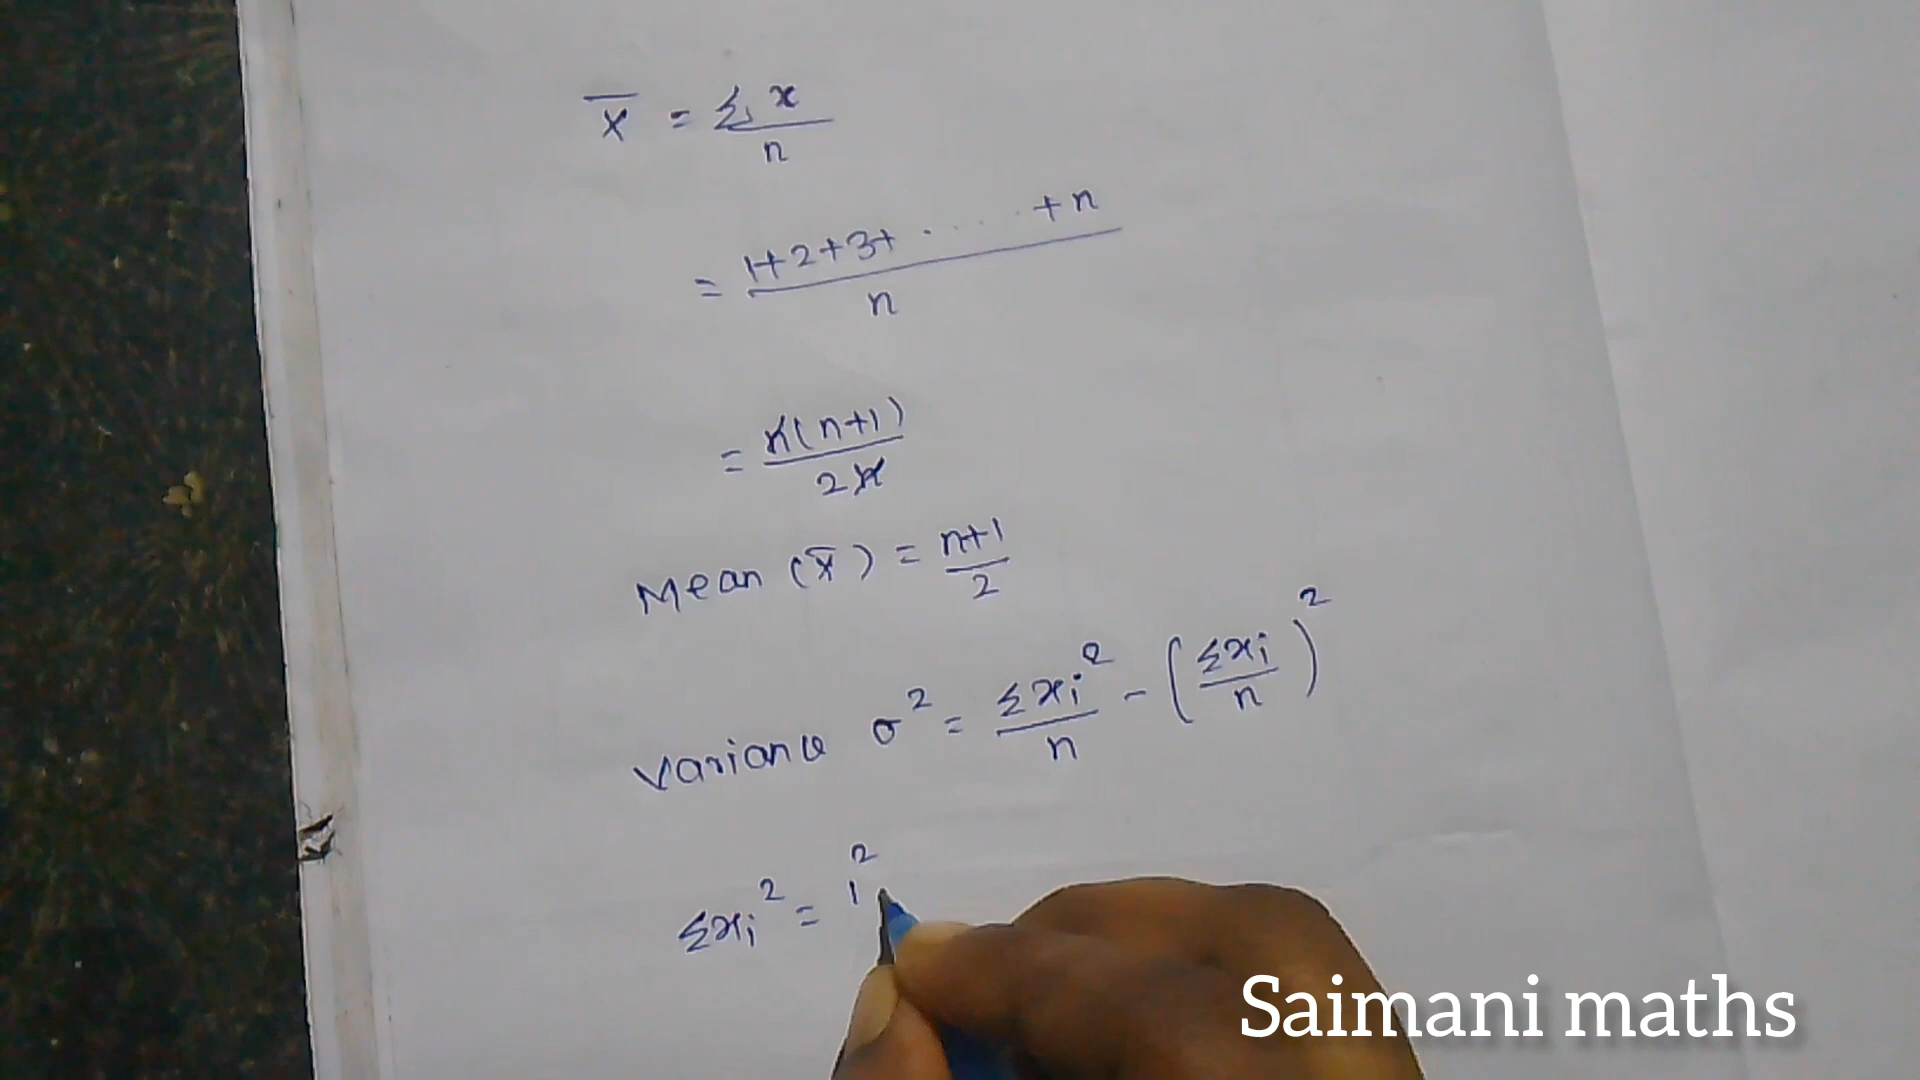 x̄ = Σx/n
= 1+2+3+.....+n/n
= n(n+1)/2n
Mean (x̄) = n+1/2
Variance σ² = Σxi²/n - (Σxi/n)²
Σxi² = 1²
Saimani maths